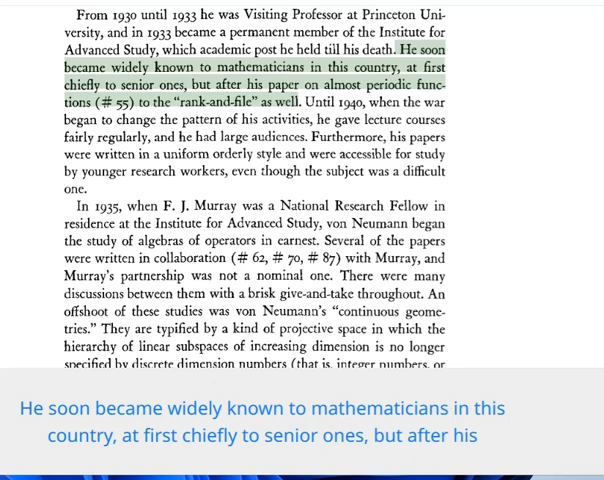 From 1930 until 1933 he was Visiting Professor at Princeton Uni-
versity, and in 1933 became a permanent member of the Institute for
Advanced Study, which academic post he held till his death. He soon
became widely known to mathematicians in this country, at first
chiefly to senior ones, but after his paper on almost periodic func-
tions (# 55) to the “rank-and-file” as well. Until 1940, when the war
began to change the pattern of his activities, he gave lecture courses
fairly regularly, and he had large audiences. Furthermore, his papers
were written in a uniform orderly style and were accessible for study
by younger research workers, even though the subject was a difficult
one.
In 1935, when F. J. Murray was a National Research Fellow in
residence at the Institute for Advanced Study, von Neumann began
the study of algebras of operators in earnest. Several of the papers
were written in collaboration (# 62, # 70, # 87) with Murray, and
Murray’s partnership was not a nominal one. There were many
discussions between them with a brisk give-and-take throughout. An
offshoot of these studies was von Neumann’s “continuous geome-
tries.” They are typified by a kind of projective space in which the
hierarchy of linear subspaces of increasing dimension is no longer
specified by discrete dimension numbers (that is, integer numbers, or
He soon became widely known to mathematicians in this
country, at first chiefly to senior ones, but after his